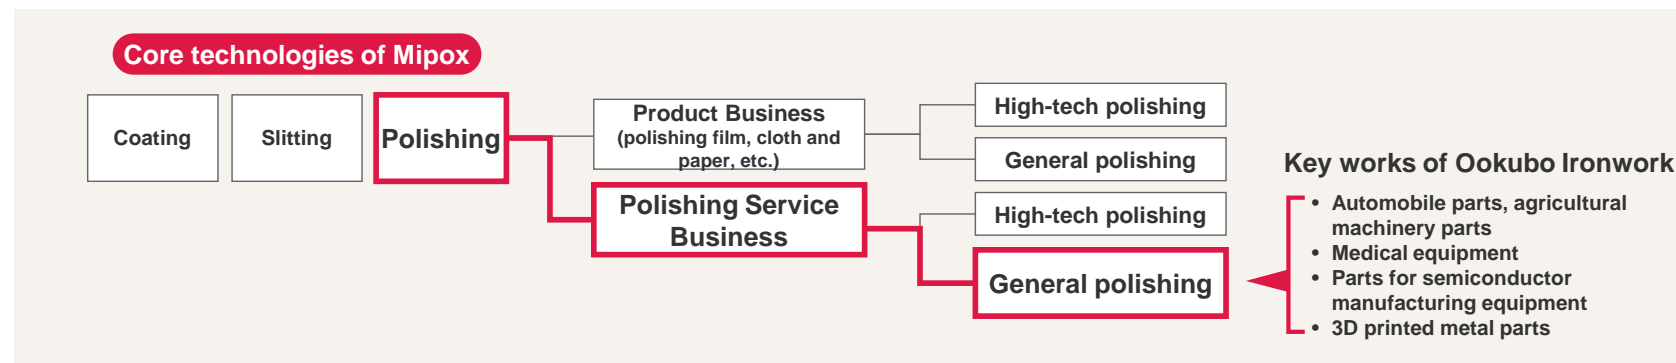 Core technologies of Mipox
Coating
Slitting
Polishing
Product Business
(polishing film, cloth and
paper, etc.)
Polishing Service
Business
High-tech polishing
General polishing
High-tech polishing
General polishing
Key works of Ookubo Ironwork
• Automobile parts, agricultural
machinery parts
• Medical equipment
• Parts for semiconductor
manufacturing equipment
• 3D printed metal parts